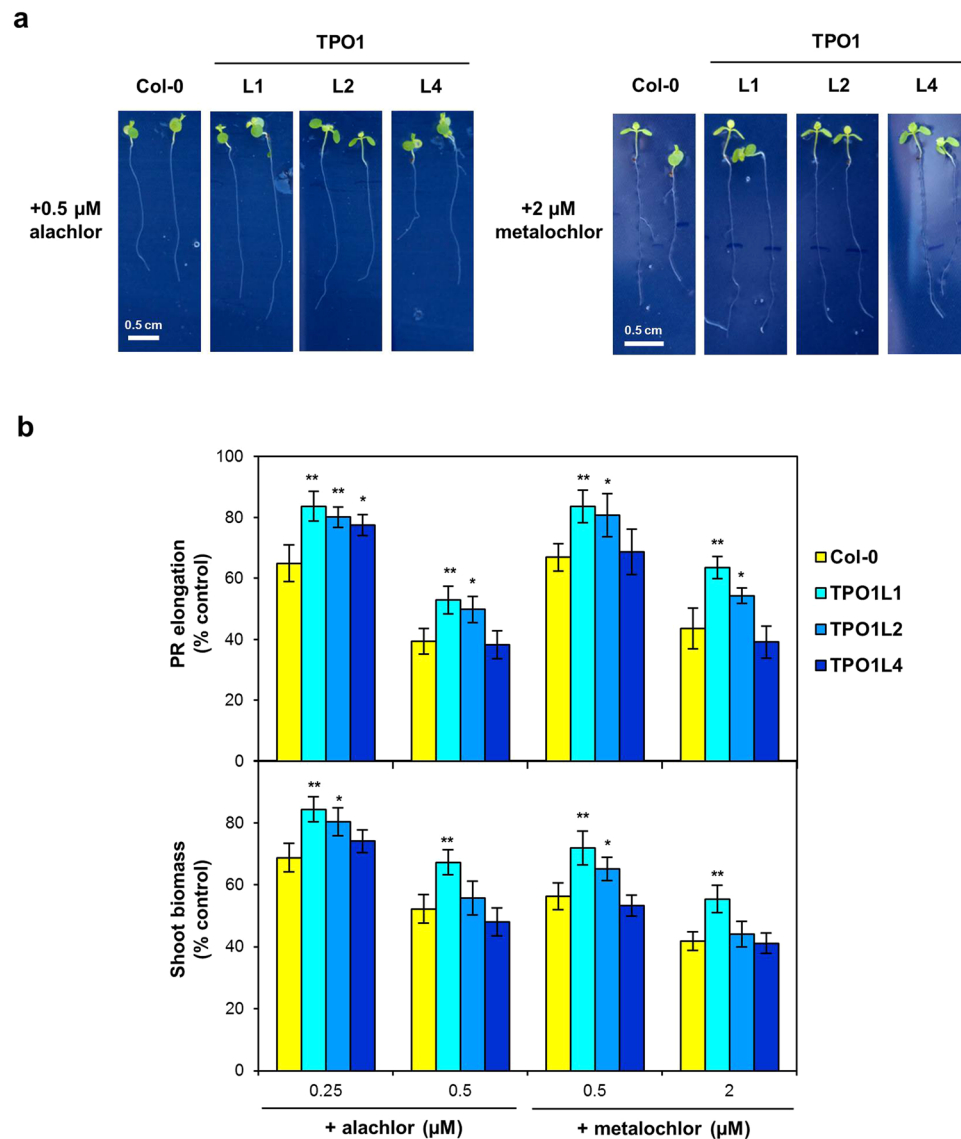 a
TPO1
Col-0 L1 L2 L4
+0.5 µM
alachlor
0.5 cm
TPO1
Col-0 L1 L2 L4
+2 µM
metalochlor
0.5 cm
b
PR elongation
(% control)
100
80
60
40
20
0
** ** * ** * ** * ** *
Col-0
TPO1L1
TPO1L2
TPO1L4
Shoot biomass
(% control)
80
60
40
20
0
** * ** ** * **
0.25 0.5 0.5 2
+ alachlor (µM) + metalochlor (µM)